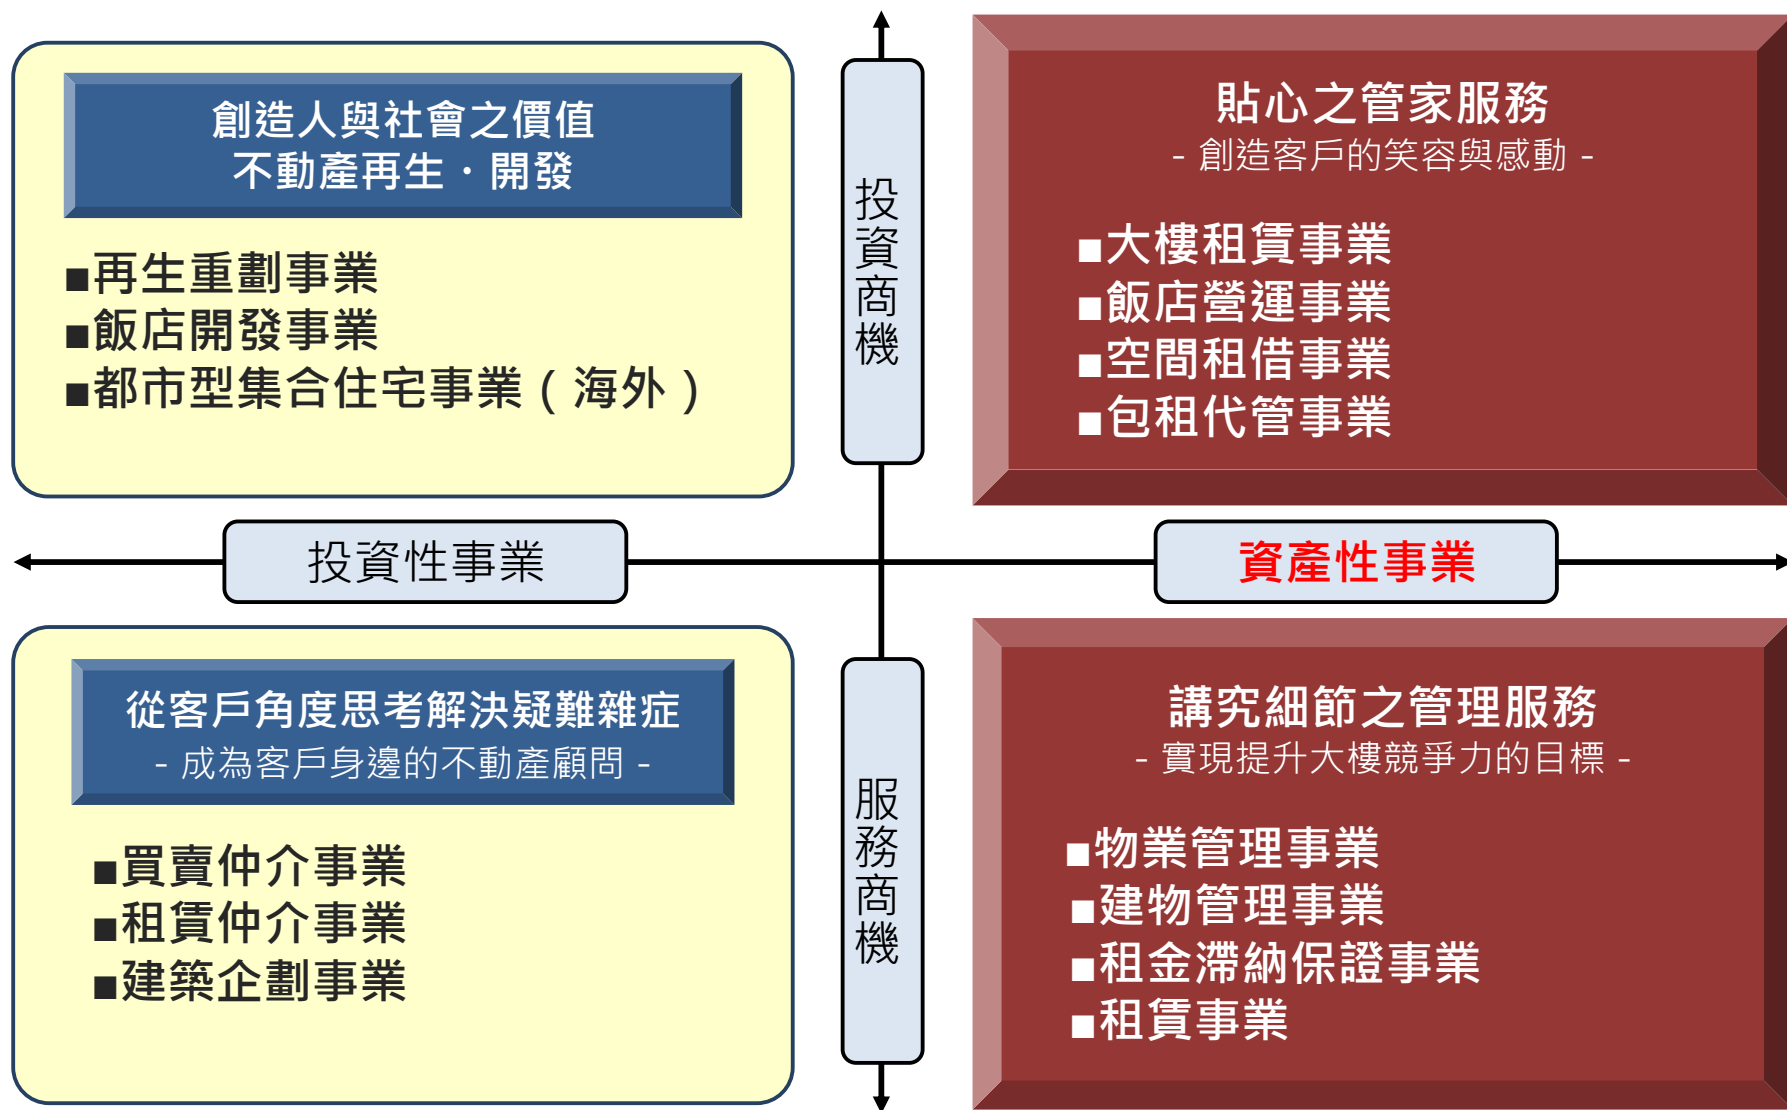 創造人與社會之價值
不動產再生・開發
■再生重劃事業
■飯店開發事業
■都市型集合住宅事業（海外）
投資商機
貼心之管家服務
- 創造客戶的笑容與感動 -
■大樓租賃事業
■飯店營運事業
■空間租借事業
■包租代管事業
投資性事業
資產性事業
從客戶角度思考解決疑難雜症
- 成為客戶身邊的不動產顧問 -
■買賣仲介事業
■租賃仲介事業
■建築企劃事業
服務商機
講究細節之管理服務
- 實現提升大樓競爭力的目標 -
■物業管理事業
■建物管理事業
■租金滯納保證事業
■租賃事業